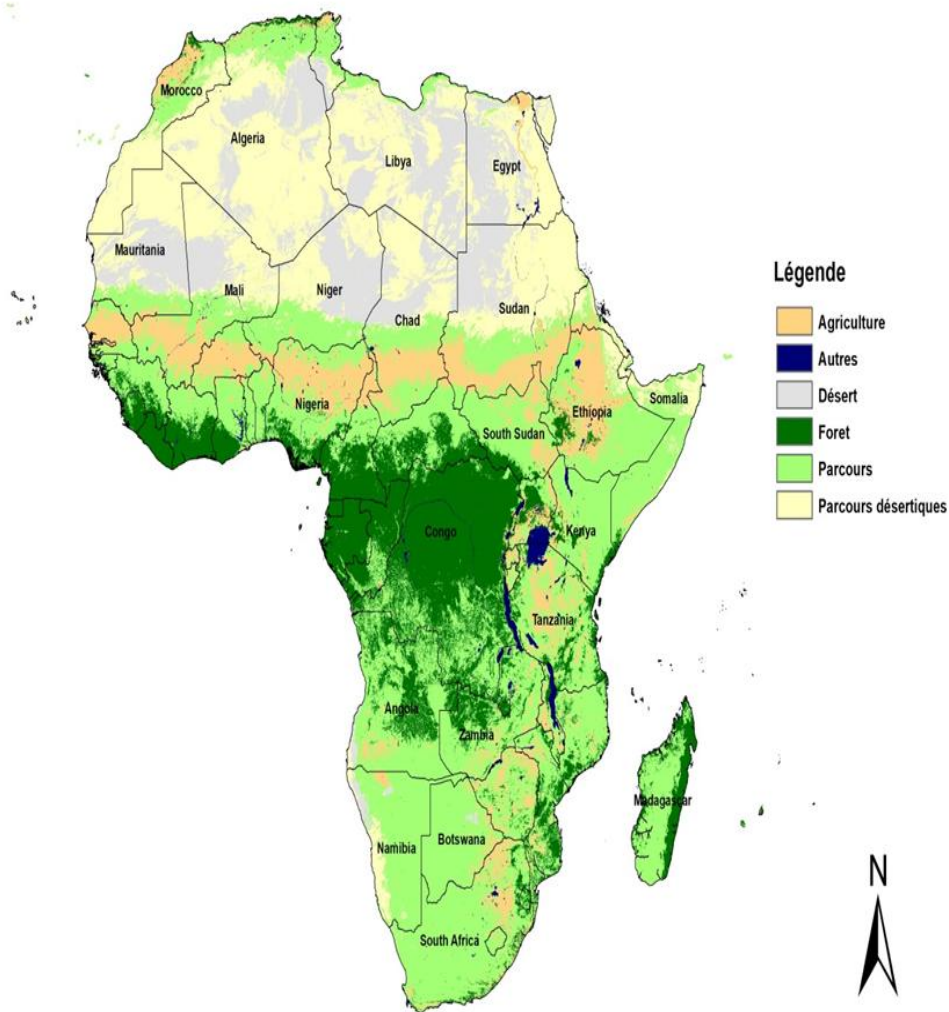 Morocco
Algeria
Libya
Egypt
Mauritania
Mali
Niger
Chad
Sudan
Nigeria
South Sudan
Ethiopia
Somalia
Congo
Kenya
Tanzania
Angola
Zambia
Madagascar
Namibia
Botswana
South Africa
Légende
Agriculture
Autres
Désert
Foret
Parcours
Parcours désertiques
N